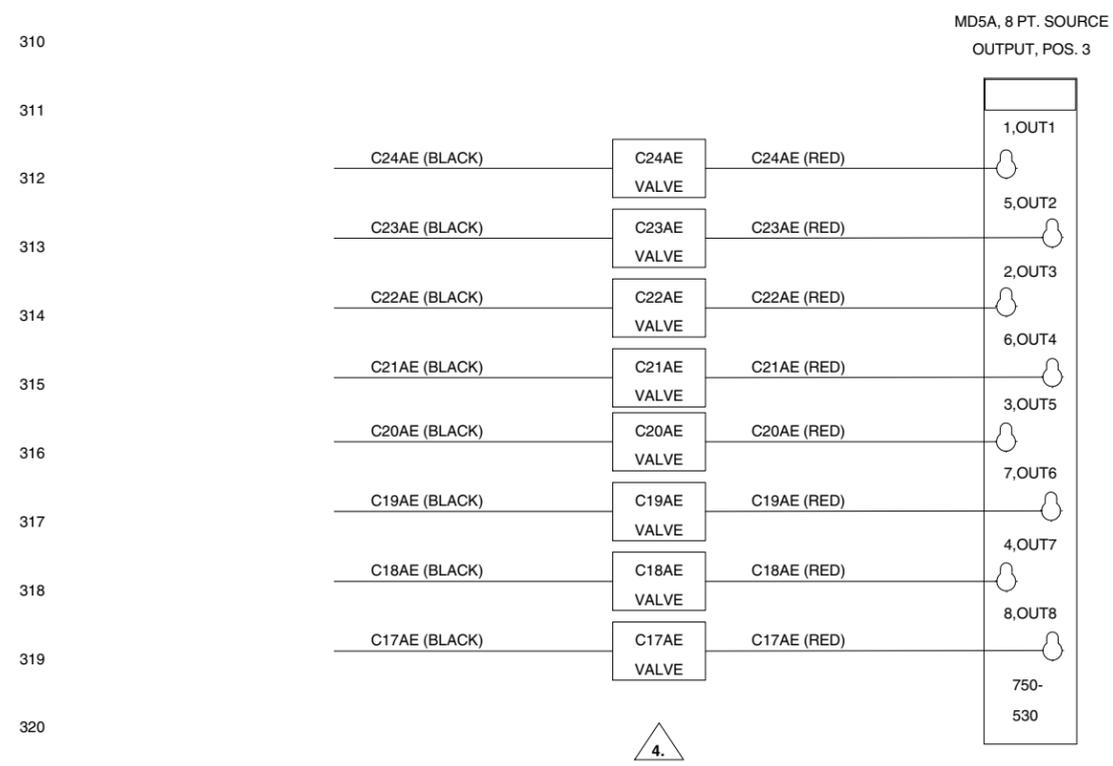 MD5A, 8 PT. SOURCE
310
OUTPUT, POS. 3
311
1,OUT1
C24AE (BLACK) C24AE C24AE (RED)
312
VALVE
5,OUT2
C23AE (BLACK) C23AE C23AE (RED)
313
VALVE
2,OUT3
C22AE (BLACK) C22AE C22AE (RED)
314
VALVE
6,OUT4
C21AE (BLACK) C21AE C21AE (RED)
315
VALVE
3,OUT5
C20AE (BLACK) C20AE C20AE (RED)
316
VALVE
7,OUT6
C19AE (BLACK) C19AE C19AE (RED)
317
VALVE
4,OUT7
C18AE (BLACK) C18AE C18AE (RED)
318
VALVE
8,OUT8
C17AE (BLACK) C17AE C17AE (RED)
319
VALVE
750-
530
320
4.